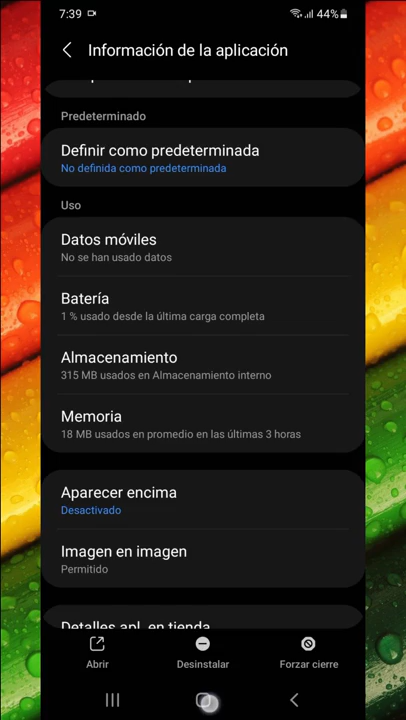 7:39
44%
Información de la aplicación
Predeterminado
Definir como predeterminada
No definida como predeterminada
Uso
Datos móviles
No se han usado datos
Batería
1 % usado desde la última carga completa
Almacenamiento
315 MB usados en Almacenamiento interno
Memoria
18 MB usados en promedio en las últimas 3 horas
Aparecer encima
Desactivado
Imagen en imagen
Permitido
Detalles apl. en tienda
Abrir
Desinstalar
Forzar cierre